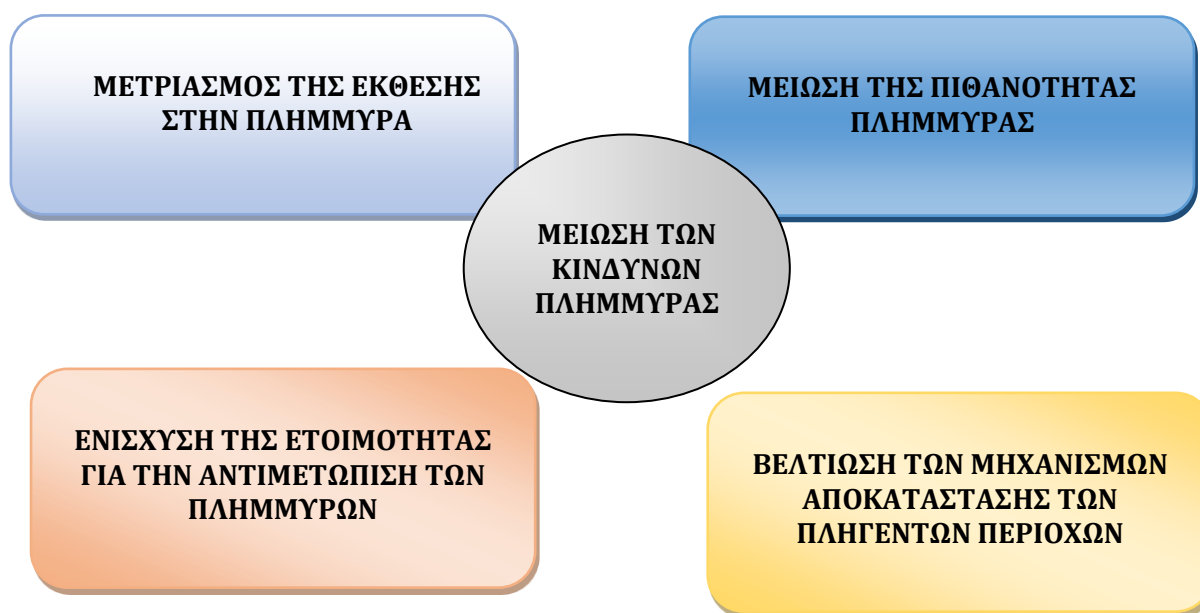 ΜΕΤΡΙΑΣΜΟΣ ΤΗΣ ΕΚΘΕΣΗΣ
ΣΤΗΝ ΠΛΗΜΜΥΡΑ
ΜΕΙΩΣΗ ΤΗΣ ΠΙΘΑΝΟΤΗΤΑΣ
ΠΛΗΜΜΥΡΑΣ
ΜΕΙΩΣΗ ΤΩΝ
ΚΙΝΔΥΝΩΝ
ΠΛΗΜΜΥΡΑΣ
ΕΝΙΣΧΥΣΗ ΤΗΣ ΕΤΟΙΜΟΤΗΤΑΣ
ΓΙΑ ΤΗΝ ΑΝΤΙΜΕΤΩΠΙΣΗ ΤΩΝ
ΠΛΗΜΜΥΡΩΝ
ΒΕΛΤΙΩΣΗ ΤΩΝ ΜΗΧΑΝΙΣΜΩΝ
ΑΠΟΚΑΤΑΣΤΑΣΗΣ ΤΩΝ
ΠΛΗΓΕΝΤΩΝ ΠΕΡΙΟΧΩΝ